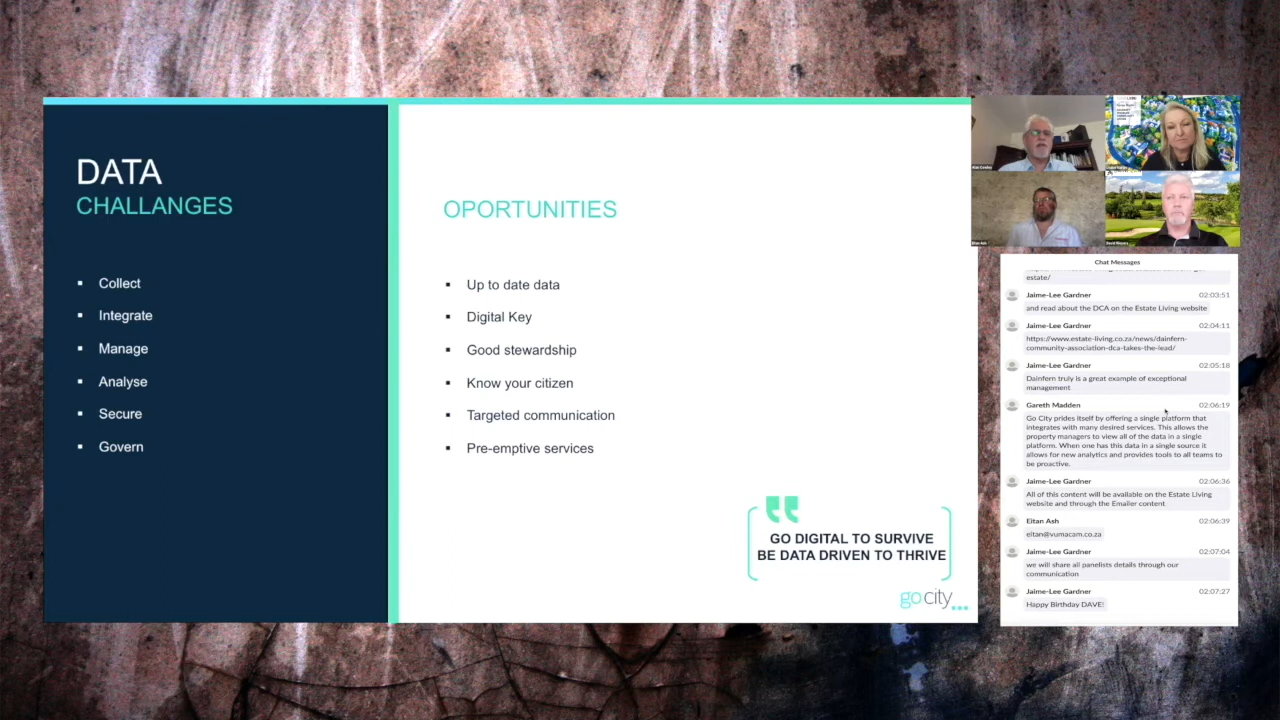 DATA
CHALLANGES
Collect
Integrate
Manage
Analyse
Secure
Govern
OPORTUNITIES
Up to date data
Digital Key
Good stewardship
Know your citizen
Targeted communication
Pre-emptive services
GO DIGITAL TO SURVIVE
BE DATA DRIVEN TO THRIVE
go city...
Chat Messages
estate/
Jaime-Lee Gardner 02:03:51
and read about the DCA on the Estate Living website
Jaime-Lee Gardner 02:04:11
https://www.estate-living.co.za/news/dainfern-
community-association-dca-takes-the-lead/
Jaime-Lee Gardner 02:05:18
Dainfern truly is a great example of exceptional
management
Gareth Madden 02:06:19
Go City prides itself by offering a single platform that
integrates with many desired services. This allows the
property managers to view all of the data in a single
platform. When one has this data in a single source it
allows for new analytics and provides tools to all teams to
be proactive.
Jaime-Lee Gardner 02:06:36
All of this content will be available on the Estate Living
website and through the Emailer content
Eitan Ash 02:06:39
eitan@vumacam.co.za
Jaime-Lee Gardner 02:07:04
we will share all panelists details through our
communication
Jaime-Lee Gardner 02:07:27
Happy Birthday DAVE!